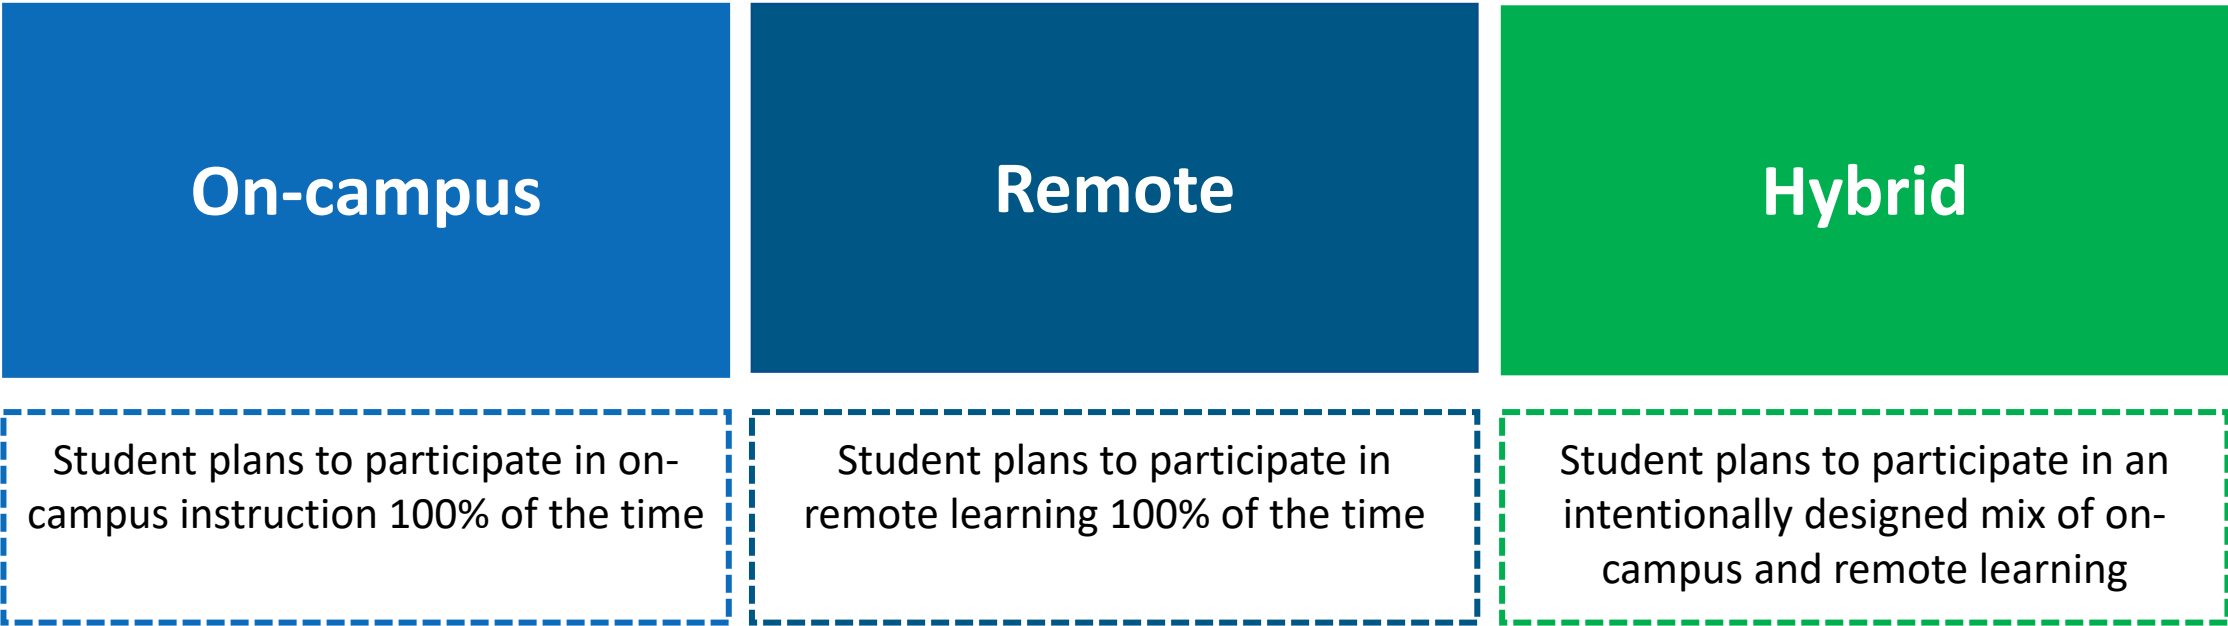 On-campus
Remote
Hybrid
Student plans to participate in on-
campus instruction 100% of the time
Student plans to participate in
remote learning 100% of the time
Student plans to participate in an
intentionally designed mix of on-
campus and remote learning